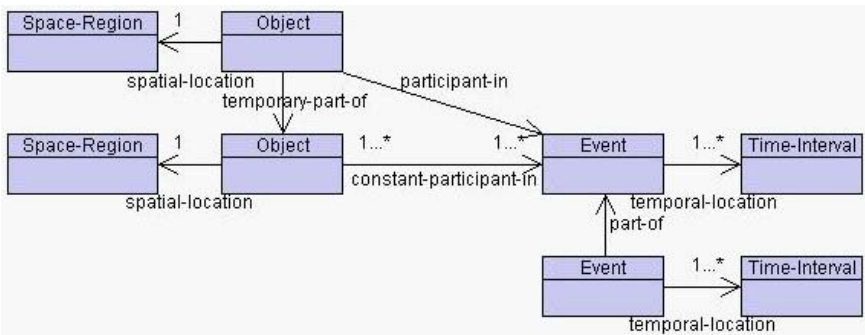 Space-Region 1 Object
spatial-location
participant-in
temporary-part-of
Space-Region 1 Object 1...* 1...* Event 1...* Time-Interval
constant-participant-in
spatial-location
temporal-location
part-of
Event 1...* Time-Interval
temporal-location